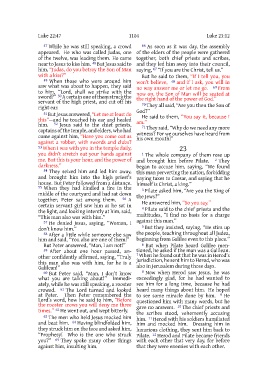 Luke 22:47
1104
Luke 23:12
47 While he was still speaking, a crowd
appeared. He who was called Judas, one
of the twelve, was leading them. He came
near to Jesus to kiss him. 48 But Jesus said to
him, "Judas, do you betray the Son of Man
with a kiss?"
49 When those who were around him
saw what was about to happen, they said
to him, "Lord, shall we strike with the
sword?" 50 A certain one of them struck the
servant of the high priest, and cut off his
right ear.
51 But Jesus answered, "Let me at least do
this"—and he touched his ear and healed
him. 52 Jesus said to the chief priests,
captains of the temple, and elders, who had
come against him, "Have you come out as
against a robber, with swords and clubs?
53 When I was with you in the temple daily,
you didn't stretch out your hands against
me. But this is your hour, and the power of
darkness."
54 They seized him and led him away,
and brought him into the high priest's
house. But Peter followed from a distance.
55 When they had kindled a fire in the
middle of the courtyard and had sat down
together, Peter sat among them. 56 A
certain servant girl saw him as he sat in
the light, and looking intently at him, said,
"This man also was with him."
57 He denied Jesus, saying, "Woman, I
don't know him."
58 After a little while someone else saw
him and said, "You also are one of them!"
But Peter answered, "Man, I am not!"
59 After about one hour passed, an-
other confidently affirmed, saying, "Truly
this man also was with him, for he is a
Galilean!"
60 But Peter said, "Man, I don't know
what you are talking about!" Immedi-
ately, while he was still speaking, a rooster
crowed. 61 The Lord turned and looked
at Peter. Then Peter remembered the
Lord's word, how he said to him, "Before
the rooster crows you will deny me three
times." 62 He went out, and wept bitterly.
63 The men who held Jesus mocked him
and beat him. 64 Having blindfolded him,
they struck him on the face and asked him,
"Prophesy! Who is the one who struck
you?" 65 They spoke many other things
against him, insulting him.
66 As soon as it was day, the assembly
of the elders of the people were gathered
together, both chief priests and scribes,
and they led him away into their council,
saying, 67 "If you are the Christ, tell us."
But he said to them, "If I tell you, you
won't believe, 68 and if I ask, you will in
no way answer me or let me go. 69 From
now on, the Son of Man will be seated at
the right hand of the power of God."
70 They all said, "Are you then the Son of
God?"
He said to them, "You say it, because I
am."
71 They said, "Why do we need any more
witness? For we ourselves have heard from
his own mouth!"
23
1 The whole company of them rose up
and brought him before Pilate. 2 They
began to accuse him, saying, "We found
this man perverting the nation, forbidding
paying taxes to Caesar, and saying that he
himself is Christ, a king."
3 Pilate asked him, "Are you the King of
the Jews?"
He answered him, "So you say."
4 Pilate said to the chief priests and the
multitudes, "I find no basis for a charge
against this man."
5 But they insisted, saying, "He stirs up
the people, teaching throughout all Judea,
beginning from Galilee even to this place."
6 But when Pilate heard Galilee men-
tioned, he asked if the man was a Galilean.
7 When he found out that he was in Herod's
jurisdiction, he sent him to Herod, who was
also in Jerusalem during those days.
8 Now when Herod saw Jesus, he was
exceedingly glad, for he had wanted to
see him for a long time, because he had
heard many things about him. He hoped
to see some miracle done by him. 9 He
questioned him with many words, but he
gave no answers. 10 The chief priests and
the scribes stood, vehemently accusing
him. 11 Herod with his soldiers humiliated
him and mocked him. Dressing him in
luxurious clothing, they sent him back to
Pilate. 12 Herod and Pilate became friends
with each other that very day, for before
that they were enemies with each other.